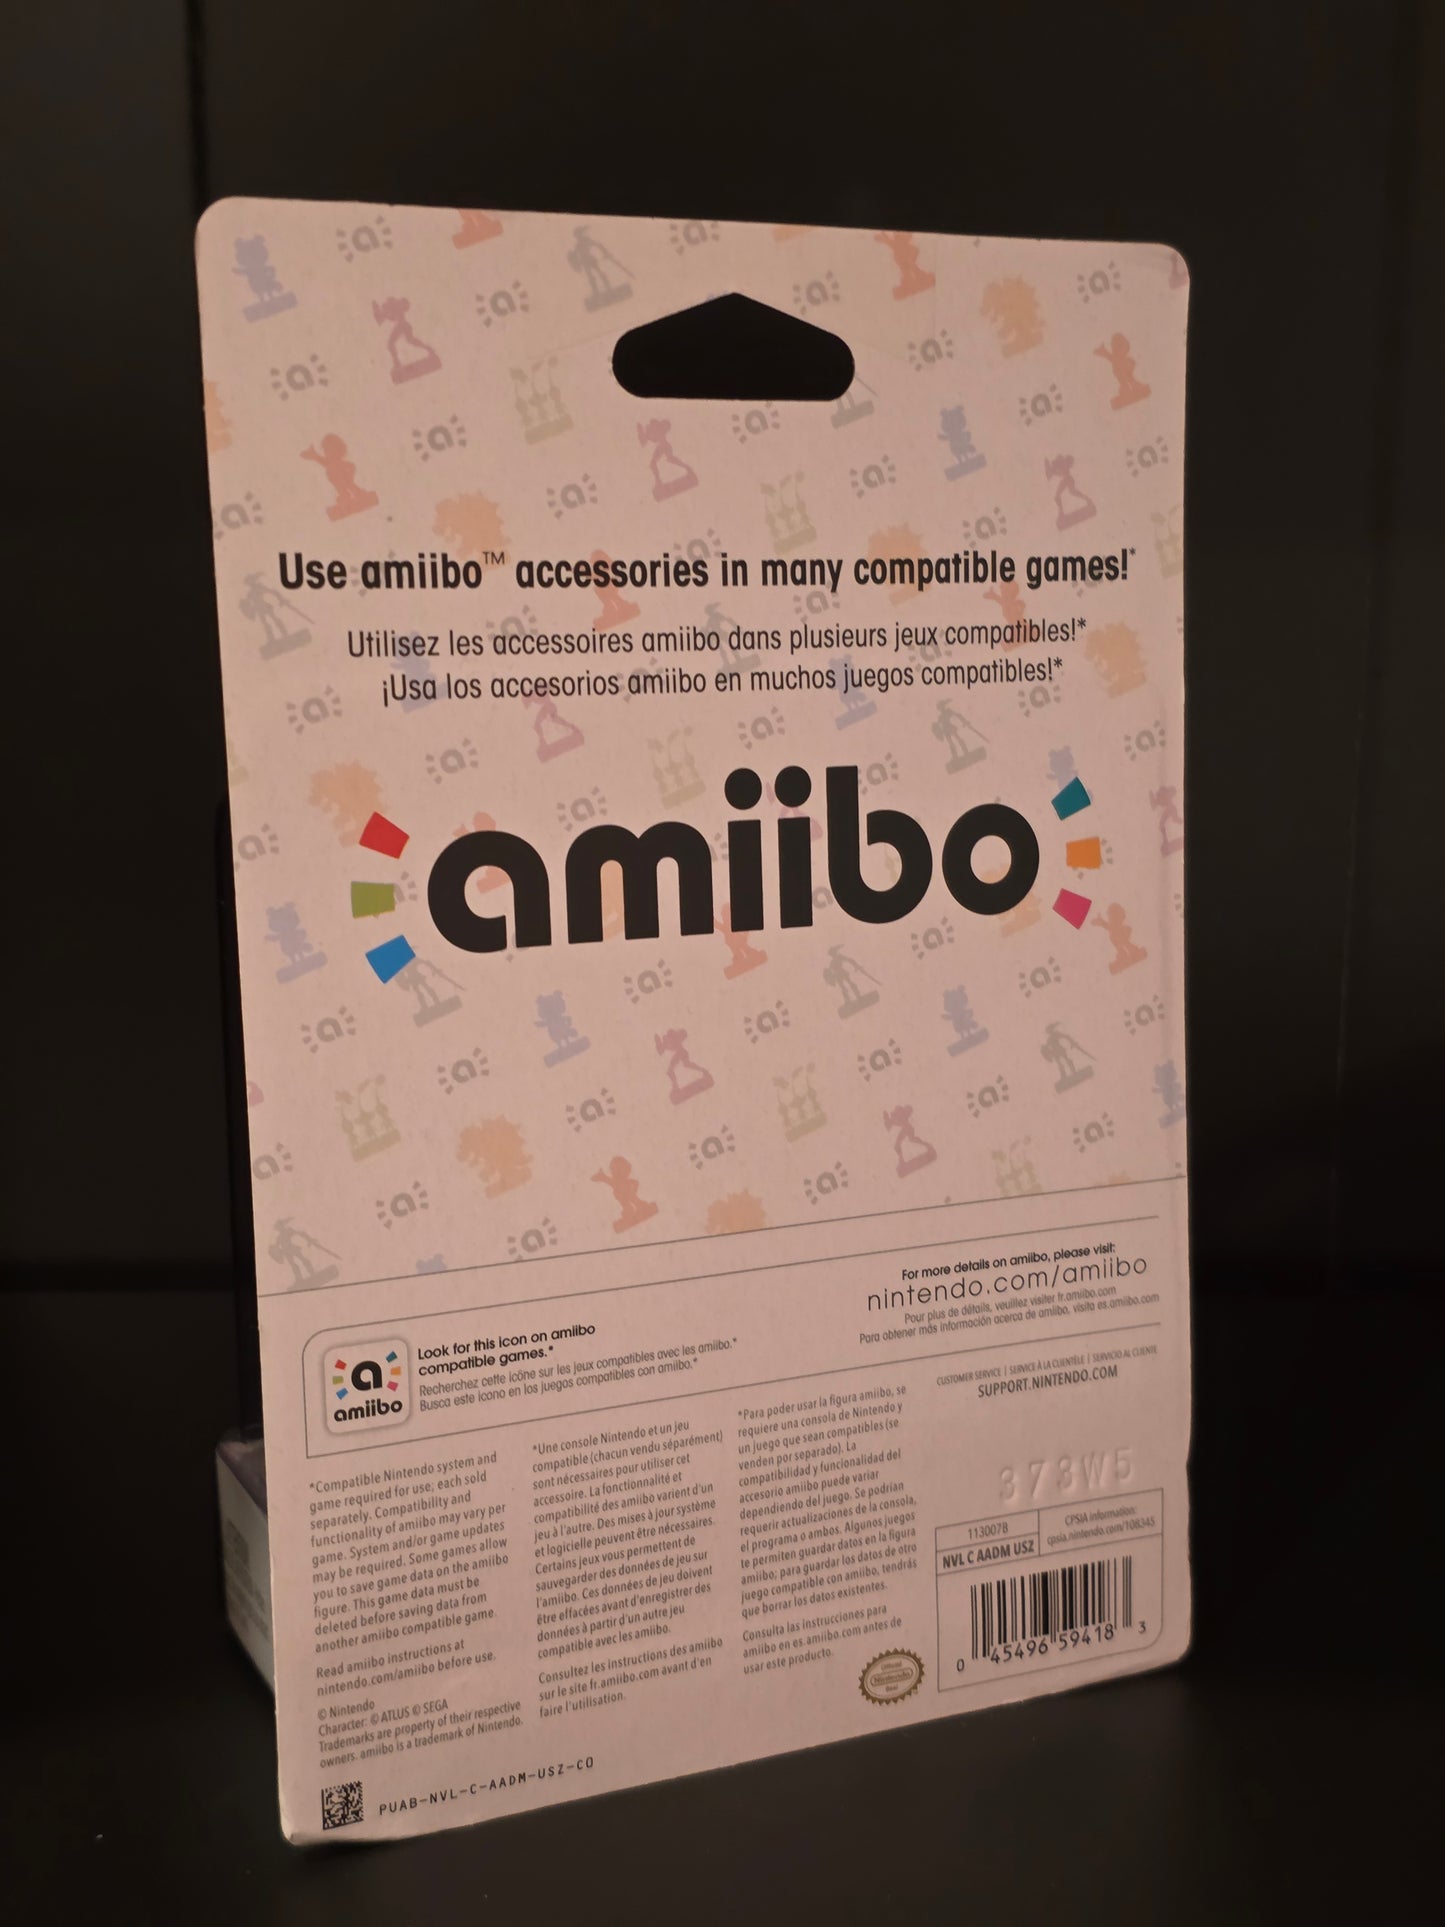 Use amiibo™ accessories in many compatible games!*
Utilisez les accessoires amiibo dans plusieurs jeux compatibles!*
¡Usa los accesorios amiibo en muchos juegos compatibles!*
amiibo
For more details on amiibo, please visit:
nintendo.com/amiibo
Pour plus de détails, veuillez visiter fr.amiibo.com
Para obtener más información acerca de amiibo, visita es.amiibo.com
a
amiibo
Look for this icon on amiibo
compatible games.*
Recherchez cette icône sur les jeux compatibles avec les amiibo.*
Busca este icono en los juegos compatibles con amiibo.*
CUSTOMER SERVICE | SERVICE À LA CLIENTÈLE | SERVICIO AL CLIENTE
SUPPORT.NINTENDO.COM
*Compatible Nintendo system and
game required for use; each sold
separately. Compatibility and
functionality of amiibo may vary per
game. System and/or game updates
may be required. Some games allow
you to save game data on the amiibo
figure. This game data must be
deleted before saving data from
another amiibo compatible game.
Read amiibo instructions at
nintendo.com/amiibo before use.
© Nintendo
Character: © ATLUS © SEGA
Trademarks are property of their respective
owners. amiibo is a trademark of Nintendo.
*Une console Nintendo et un jeu
compatible (chacun vendu séparément)
sont nécessaires pour utiliser cet
accessoire. La fonctionnalité et
compatibilité des amiibo varient d'un
jeu à l'autre. Des mises à jour système
et logicielle peuvent être nécessaires.
Certains jeux vous permettent de
sauvegarder des données de jeu sur
l'amiibo. Ces données de jeu doivent
être effacées avant d'enregistrer des
données à partir d'un autre jeu
compatible avec les amiibo.
Consultez les instructions des amiibo
sur le site fr.amiibo.com avant d'en
faire l'utilisation.
*Para poder usar la figura amiibo, se
requiere una consola de Nintendo y
un juego que sean compatibles (se
venden por separado). La
compatibilidad y funcionalidad del
accesorio amiibo puede variar
dependiendo del juego. Se podrían
requerir actualizaciones de la consola,
el programa o ambos. Algunos juegos
te permiten guardar datos en la figura
amiibo; para guardar los datos de otro
juego compatible con amiibo, tendrás
que borrar los datos existentes.
Consulta las instrucciones para
amiibo en es.amiibo.com antes de
usar este producto.
Official
Nintendo
Seal
373W5
113007B
NVL C AADM USZ
CPSIA information:
cpsia.nintendo.com/108345
0 45496 59418 3
PUAB-NVL-C-AADM-USZ-C0